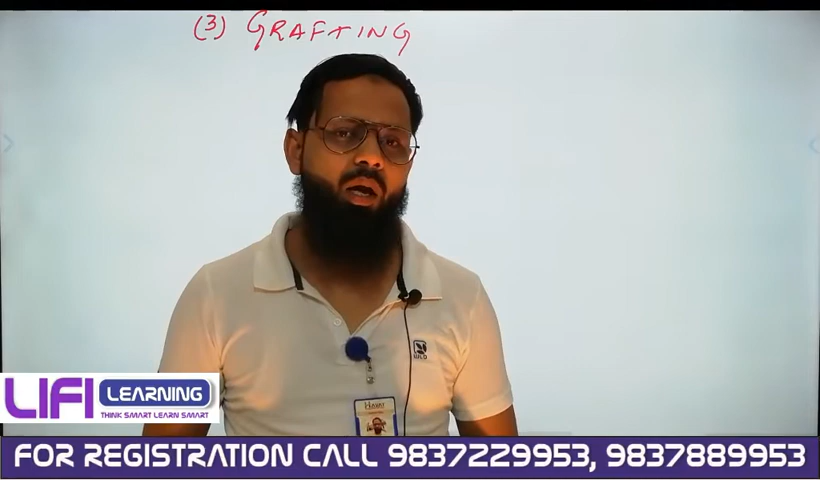 (3) GRAFTING
LIFI LEARNING
THINK SMART LEARN SMART
FOR REGISTRATION CALL 9837229953, 9837889953